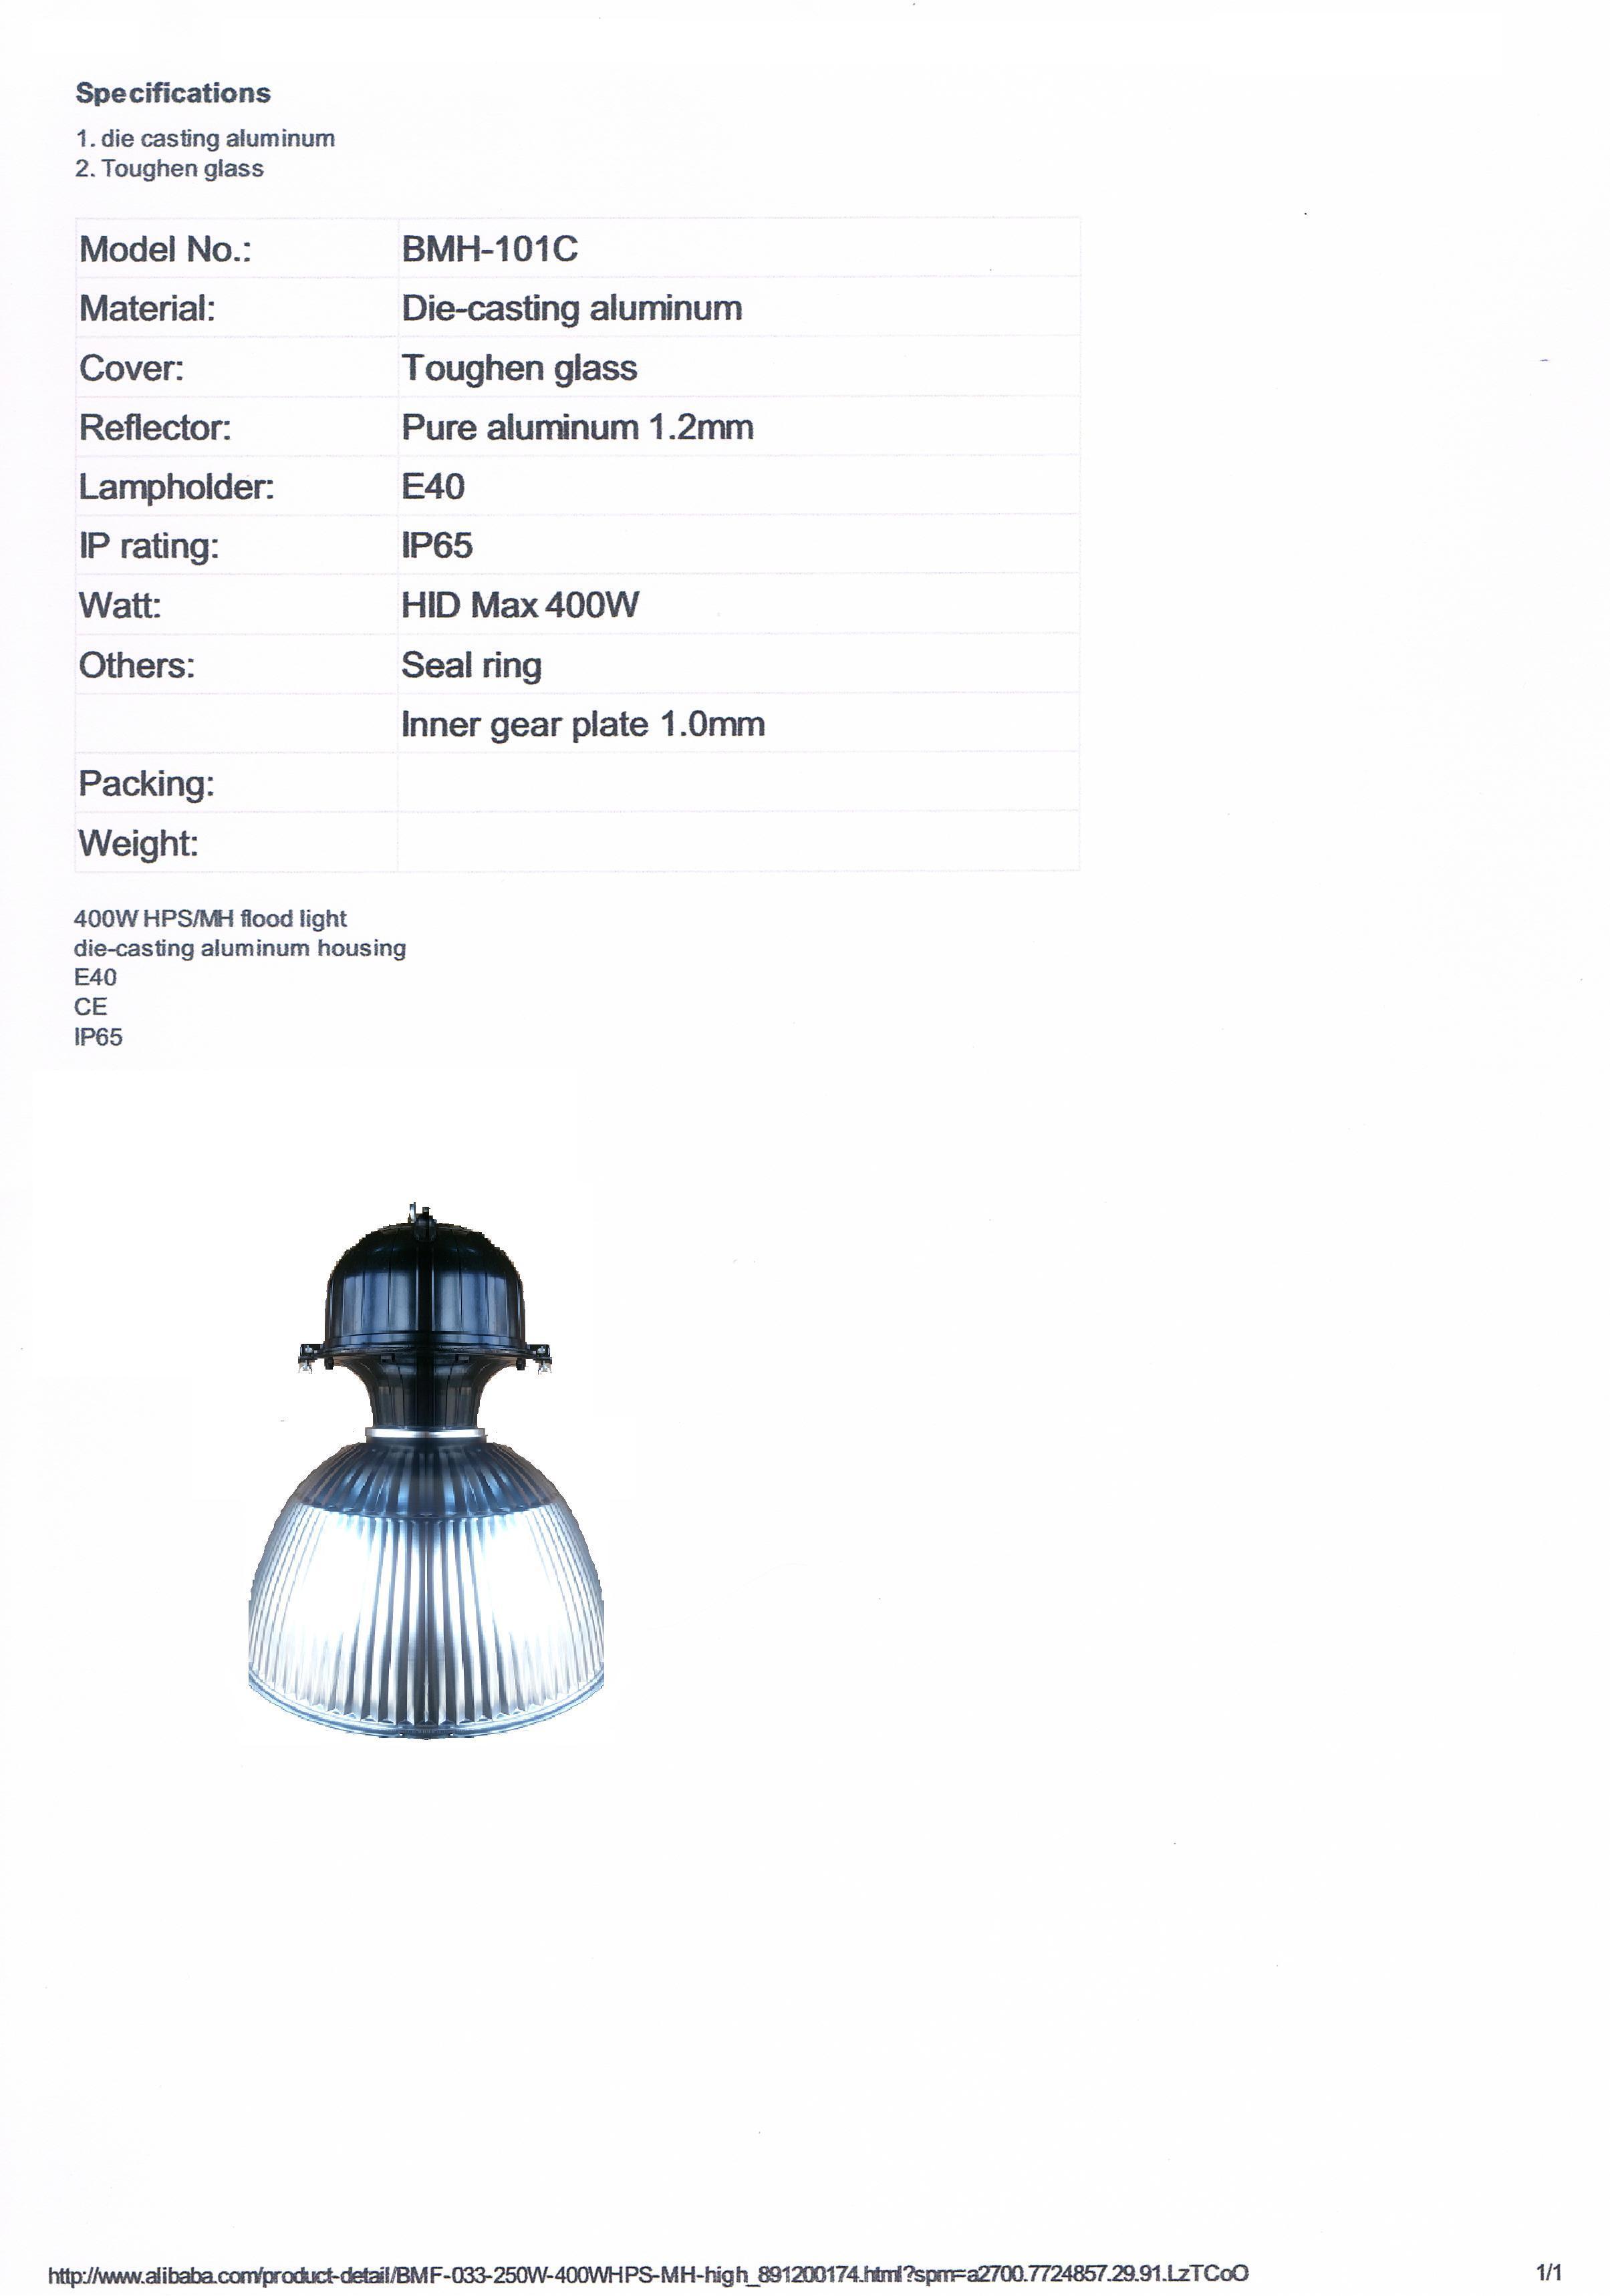 Specifications
1. die casting aluminum
2. Toughen glass
Model No.: BMH-101C
Material: Die-casting aluminum
Cover: Toughen glass
Reflector: Pure aluminum 1.2mm
Lampholder: E40
IP rating: IP65
Watt: HID Max 400W
Others: Seal ring
Inner gear plate 1.0mm
Packing:
Weight:
400W HPS/MH flood light
die-casting aluminum housing
E40
CE
IP65
http://www.alibaba.com/product-detail/BMF-033-250W-400WHPS-MH-high_891200174.html?spm=a2700.7724857.29.91.LzTCoO 1/1